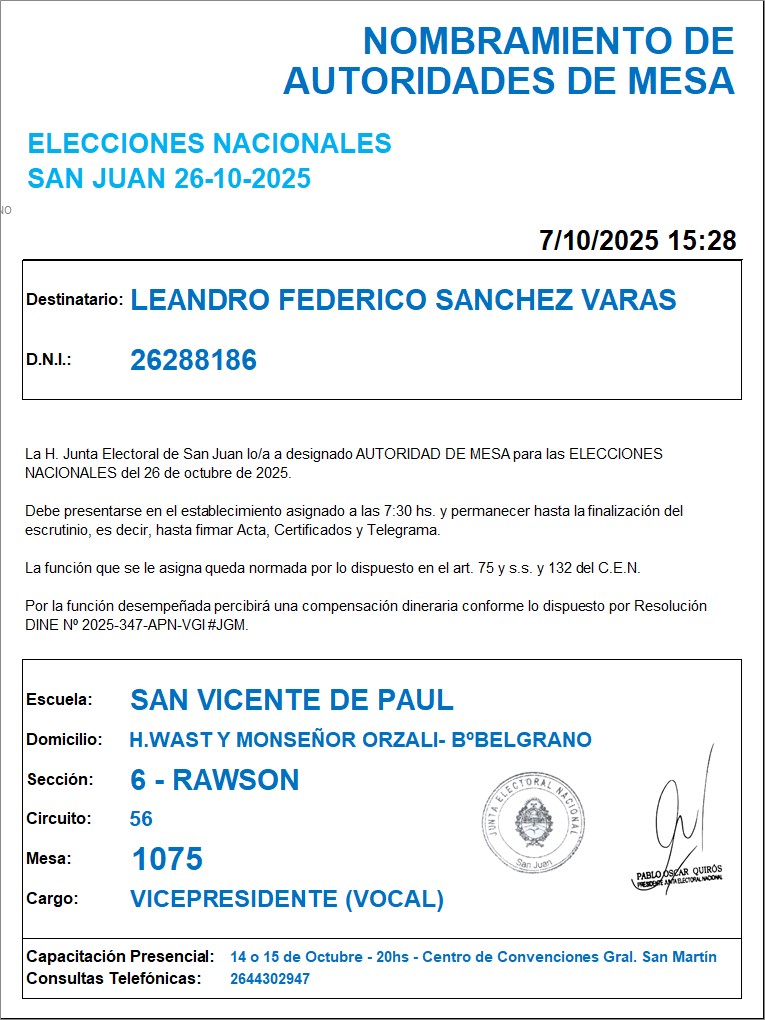 NOMBRAMIENTO DE
AUTORIDADES DE MESA
ELECCIONES NACIONALES
SAN JUAN 26-10-2025
NO
7/10/2025 15:28
Destinatario: LEANDRO FEDERICO SANCHEZ VARAS
D.N.I.: 26288186
La H. Junta Electoral de San Juan lo/a a designado AUTORIDAD DE MESA para las ELECCIONES
NACIONALES del 26 de octubre de 2025.
Debe presentarse en el establecimiento asignado a las 7:30 hs. y permanecer hasta la finalización del
escrutinio, es decir, hasta firmar Acta, Certificados y Telegrama.
La función que se le asigna queda normada por lo dispuesto en el art. 75 y s.s. y 132 del C.E.N.
Por la función desempeñada percibirá una compensación dineraria conforme lo dispuesto por Resolución
DINE Nº 2025-347-APN-VGI#JGM.
Escuela: SAN VICENTE DE PAUL
Domicilio: H.WAST Y MONSEÑOR ORZALI- BºBELGRANO
Sección: 6 - RAWSON
Circuito: 56
Mesa: 1075
Cargo: VICEPRESIDENTE (VOCAL)
JUNTA ELECTORAL NACIONAL
San Juan
PABLO OSCAR QUIRÓS
PRESIDENTE JUNTA ELECTORAL NACIONAL
Capacitación Presencial: 14 o 15 de Octubre - 20hs - Centro de Convenciones Gral. San Martín
Consultas Telefónicas: 2644302947